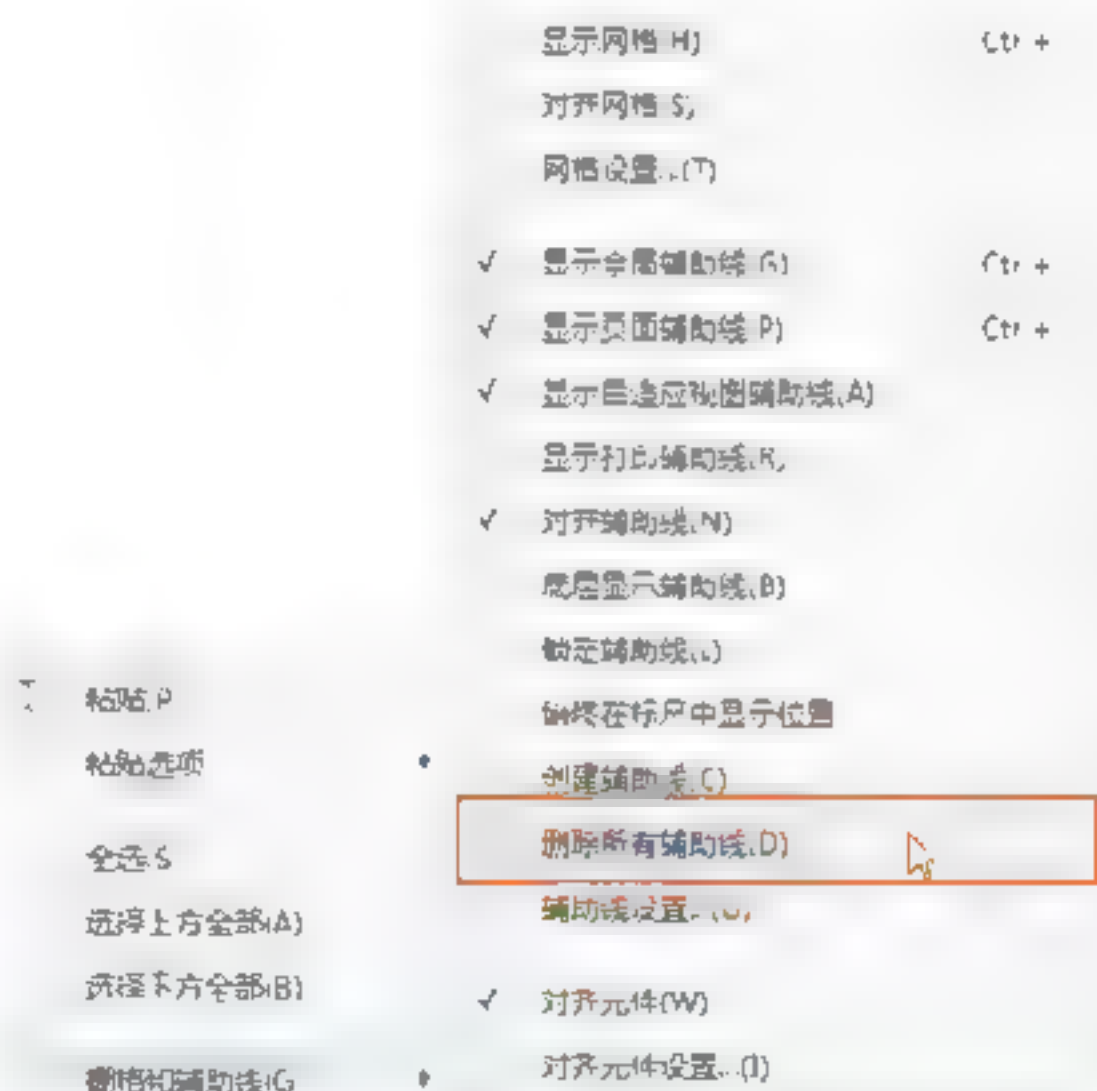 显示网格(H) Ctrl +
对齐网格(S)
网格设置...(T)
✓ 显示全局辅助线(G) Ctrl +
✓ 显示页面辅助线(P) Ctrl +
✓ 显示自适应视图辅助线(A)
显示打印辅助线(R)
✓ 对齐辅助线(N)
底层显示辅助线(B)
锁定辅助线(L)
始终在标尺中显示位置
创建辅助线(C)
删除所有辅助线(D)
辅助线设置...(U)
✓ 对齐元件(W)
对齐元件设置...(I)
粘贴(P)
粘贴选项
全选(S)
选择上方全部(A)
选择下方全部(B)
栅格和辅助线(G